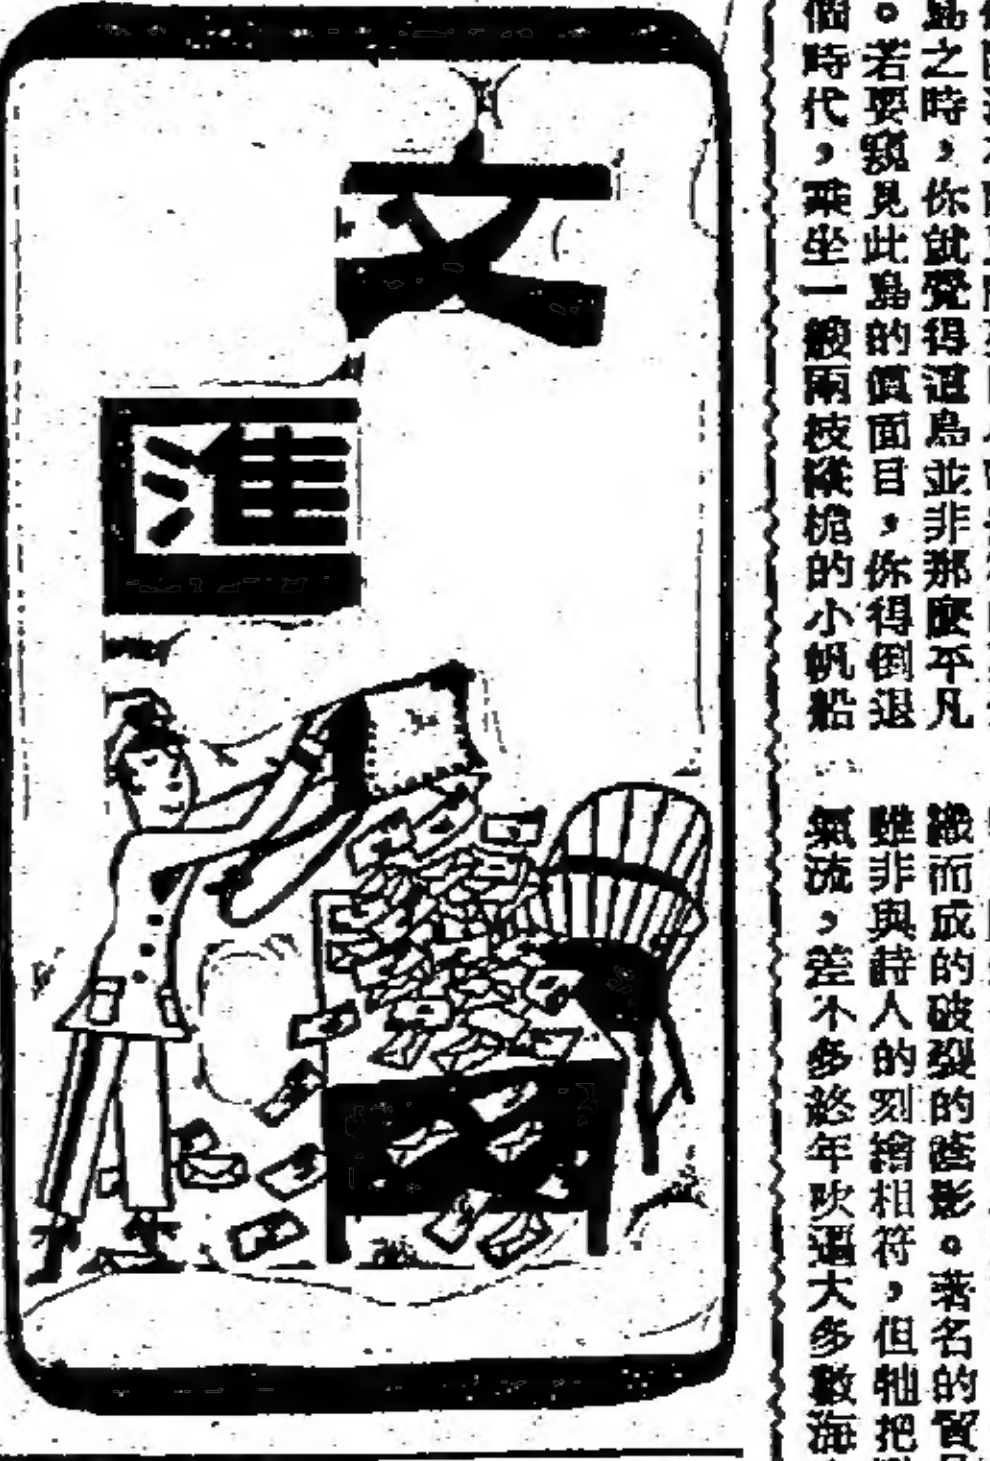 島之時，你就覺得這島並非那麼平凡
。若要窺見此島的眞面目，你得倒退
個時代，乘坐一艘兩枝縱桅的小帆船
織而成的破裂的陰影。著名的貿
雖非與詩人的刻繪相符，但牠把
氣流，差不多終年吹遍大多數海
文
匯